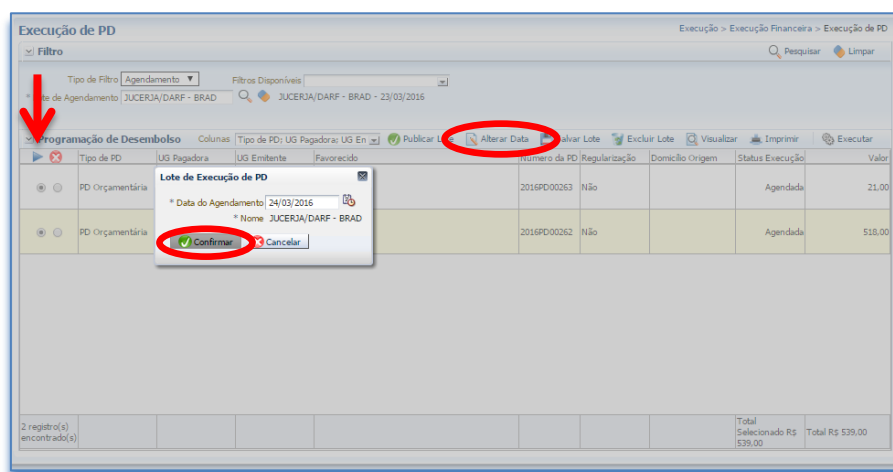 Execução de PD
Execução > Execução Financeira > Execução de PD
Filtro
Pesquisar Limpar
Tipo de Filtro Agendamento Filtros Disponíveis
* de Agendamento JUCERJA/DARF - BRAD JUCERJA/DARF - BRAD - 23/03/2016
Programação de Desembolso Colunas Tipo de PD; UG Pagadora; UG En Publicar Alterar Data Salvar Lote Excluir Lote Visualizar Imprimir Executar
Tipo de PD UG Pagadora UG Emitente Favorecido Número da PD Regularização Domicílio Origem Status Execução Valor
Lote de Execução de PD
PD Orçamentária 2016PD00263 Não Agendada 21,00
* Data do Agendamento 24/03/2016
* Nome JUCERJA/DARF - BRAD
PD Orçamentária 2016PD00262 Não Agendada 518,00
Confirmar Cancelar
2 registro(s)
encontrado(s)
Total
Selecionado R$
539,00
Total R$ 539,00